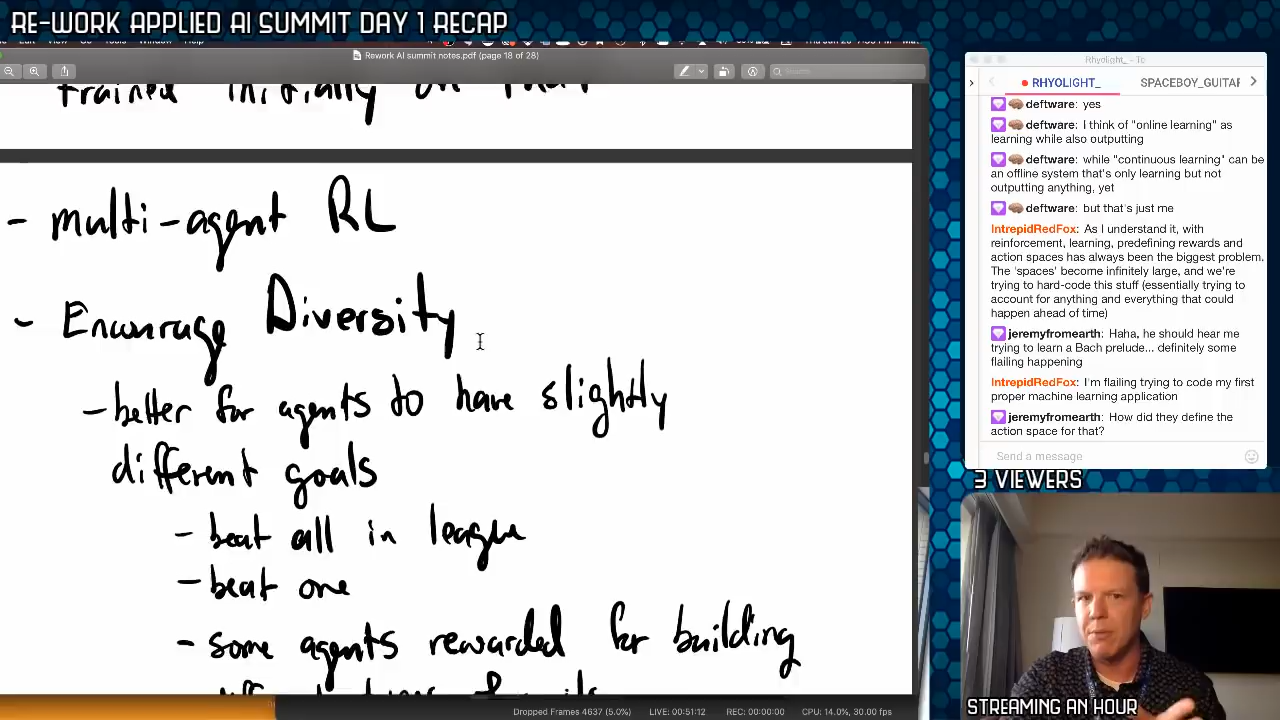 RE-WORK APPLIED AI SUMMIT DAY 1 RECAP
Rework AI summit notes.pdf (page 18 of 28)
Search
trained initially on that
- multi-agent RL
- Encourage Diversity
- better for agents to have slightly
different goals
- beat all in league
- beat one
- some agents rewarded for building
Rhyolight_ - Tc
RHYOLIGHT_ SPACEBOY_GUITAR
deftware: yes
deftware: I think of "online learning" as
learning while also outputting
deftware: while "continuous learning" can be
an offline system that's only learning but not
outputting anything, yet
deftware: but that's just me
IntrepidRedFox: As I understand it, with
reinforcement, learning, predefining rewards and
action spaces has always been the biggest problem.
The 'spaces' become infinitely large, and we're
trying to hard-code this stuff (essentially trying to
account for anything and everything that could
happen ahead of time)
jeremyfromearth: Haha, he should hear me
trying to learn a Bach prelude... definitely some
flailing happening
IntrepidRedFox: I'm flailing trying to code my first
proper machine learning application
jeremyfromearth: How did they define the
action space for that?
Send a message
3 VIEWERS
STREAMING AN HOUR
Dropped Frames 4637 (5.0%) LIVE: 00:51:12 REC: 00:00:00 CPU: 14.0%, 30.00 fps